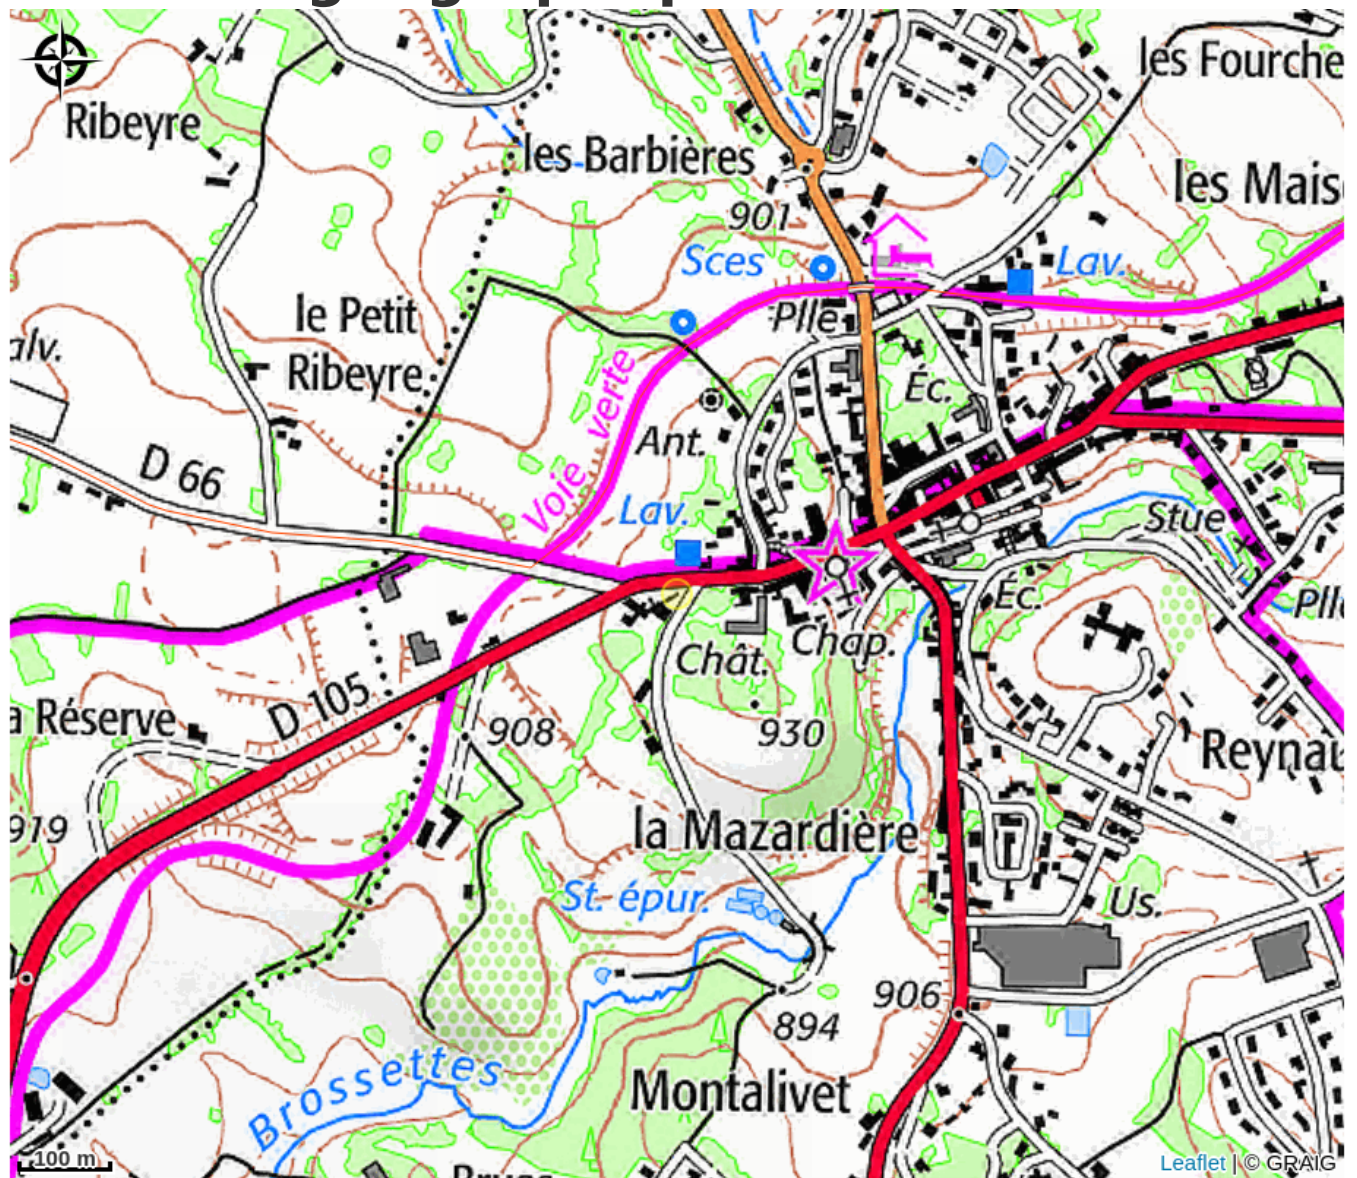 les Fourche
Ribeyre
les Barbières
les Mais
901
Sces
Lav.
le Petit
Ribeyre
Plle
alv.
Voie verte
Éc.
Ant.
D 66
Lav.
Stue
Éc.
Plle
Chât.
Chap.
a Réserve
D 105
908
930
Reynau
919
la Mazardière
St. épur.
Us.
906
894
Brossettes
Montalivet
100 m
Leaflet | © GRAIG